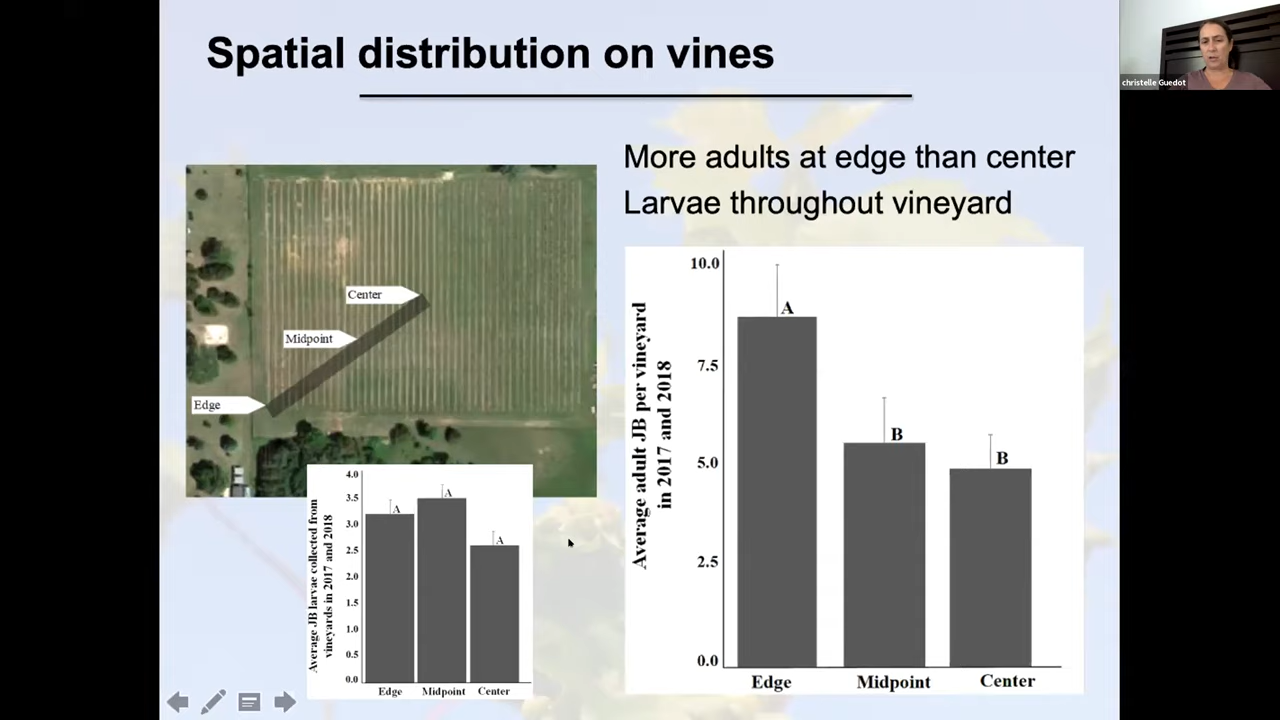 Spatial distribution on vines
christelle Guedot
More adults at edge than center
Larvae throughout vineyard
Center
Midpoint
Edge
Average JB larvae collected from
vineyards in 2017 and 2018
4.0
3.5
3.0
2.5
2.0
1.5
1.0
0.5
0.0
A
A
A
Edge Midpoint Center
Average adult JB per vineyard
in 2017 and 2018
10.0
7.5
5.0
2.5
0.0
A
B
B
Edge Midpoint Center